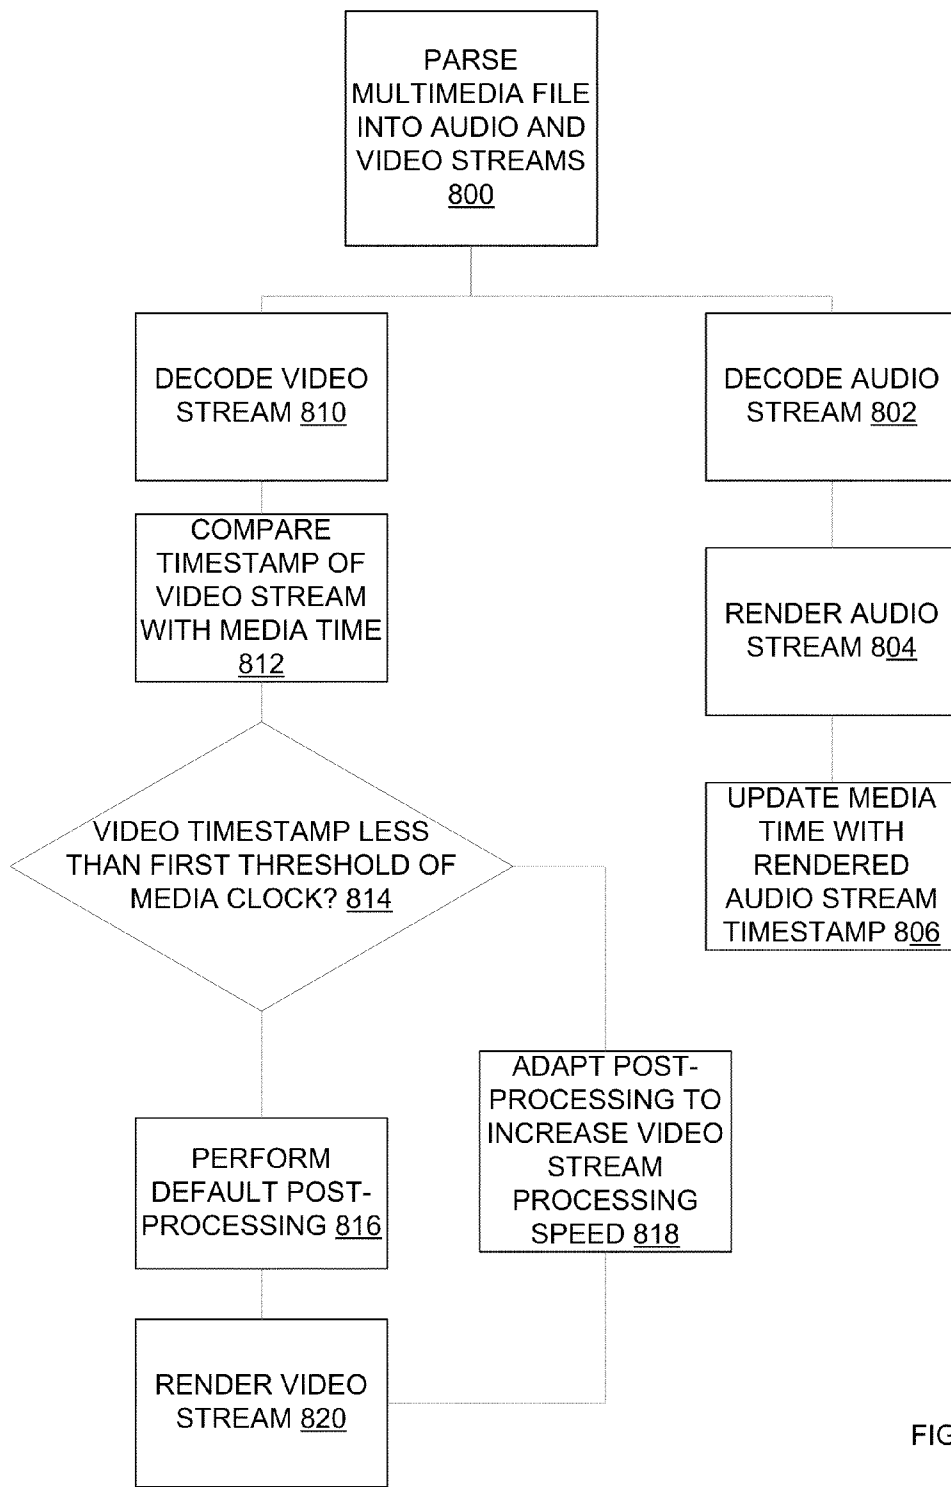 PARSE
MULTIMEDIA FILE
INTO AUDIO AND
VIDEO STREAMS
800
DECODE VIDEO
STREAM 810
DECODE AUDIO
STREAM 802
COMPARE
TIMESTAMP OF
VIDEO STREAM
WITH MEDIA TIME
812
RENDER AUDIO
STREAM 804
VIDEO TIMESTAMP LESS
THAN FIRST THRESHOLD OF
MEDIA CLOCK? 814
UPDATE MEDIA
TIME WITH
RENDERED
AUDIO STREAM
TIMESTAMP 806
PERFORM
DEFAULT POST-
PROCESSING 816
ADAPT POST-
PROCESSING TO
INCREASE VIDEO
STREAM
PROCESSING
SPEED 818
RENDER VIDEO
STREAM 820
FIG